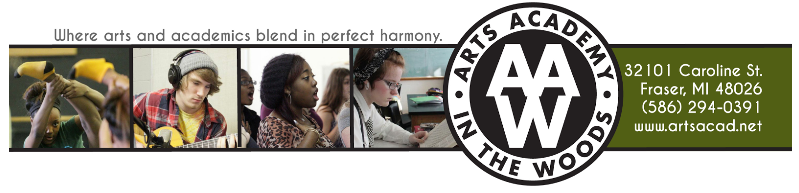 Where arts and academics blend in perfect harmony.
ARTS ACADEMY
AAW
IN THE WOODS
32101 Caroline St.
Fraser, MI 48026
(586) 294-0391
www.artsacad.net